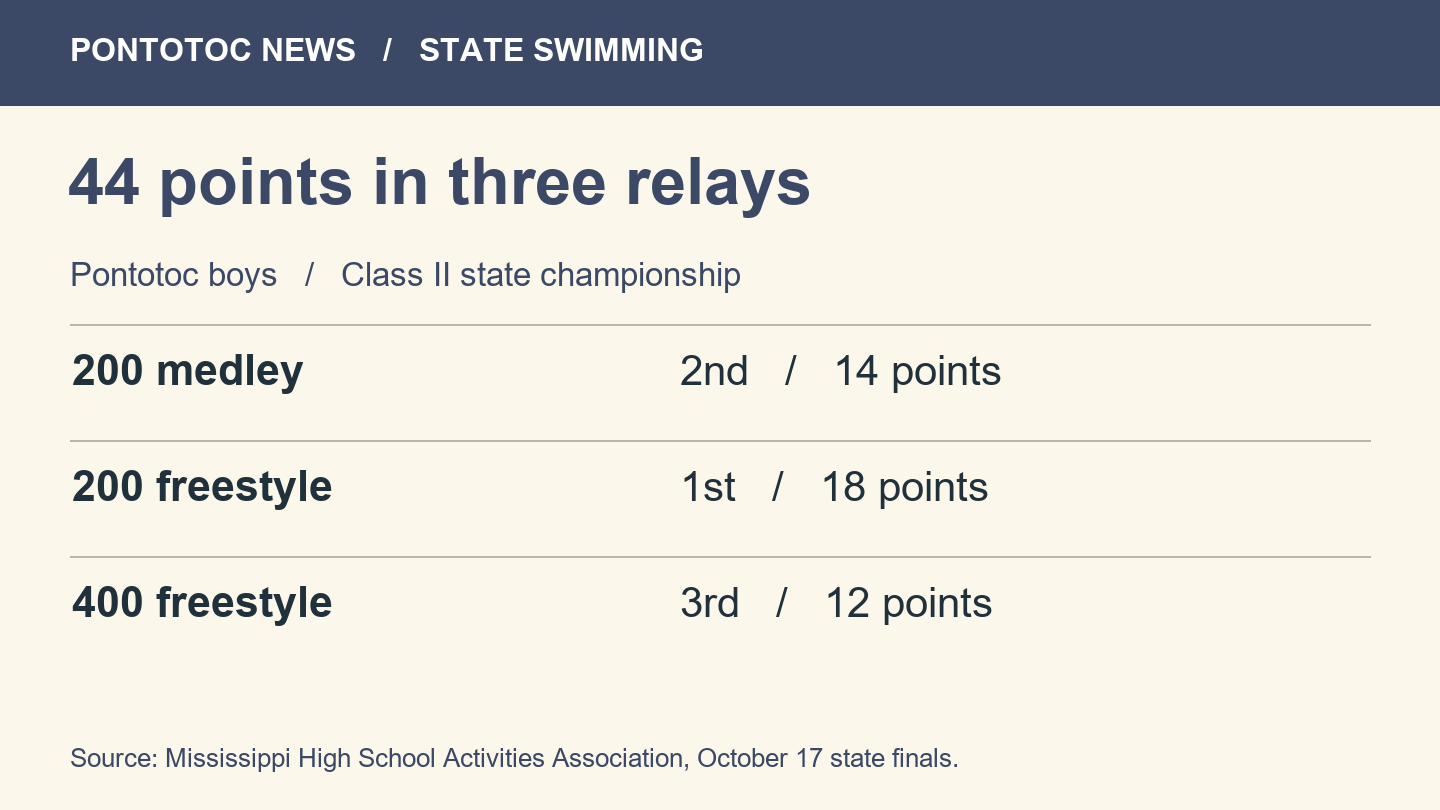 PONTOTOC NEWS / STATE SWIMMING
44 points in three relays
Pontotoc boys / Class II state championship
200 medley 2nd / 14 points
200 freestyle 1st / 18 points
400 freestyle 3rd / 12 points
Source: Mississippi High School Activities Association, October 17 state finals.